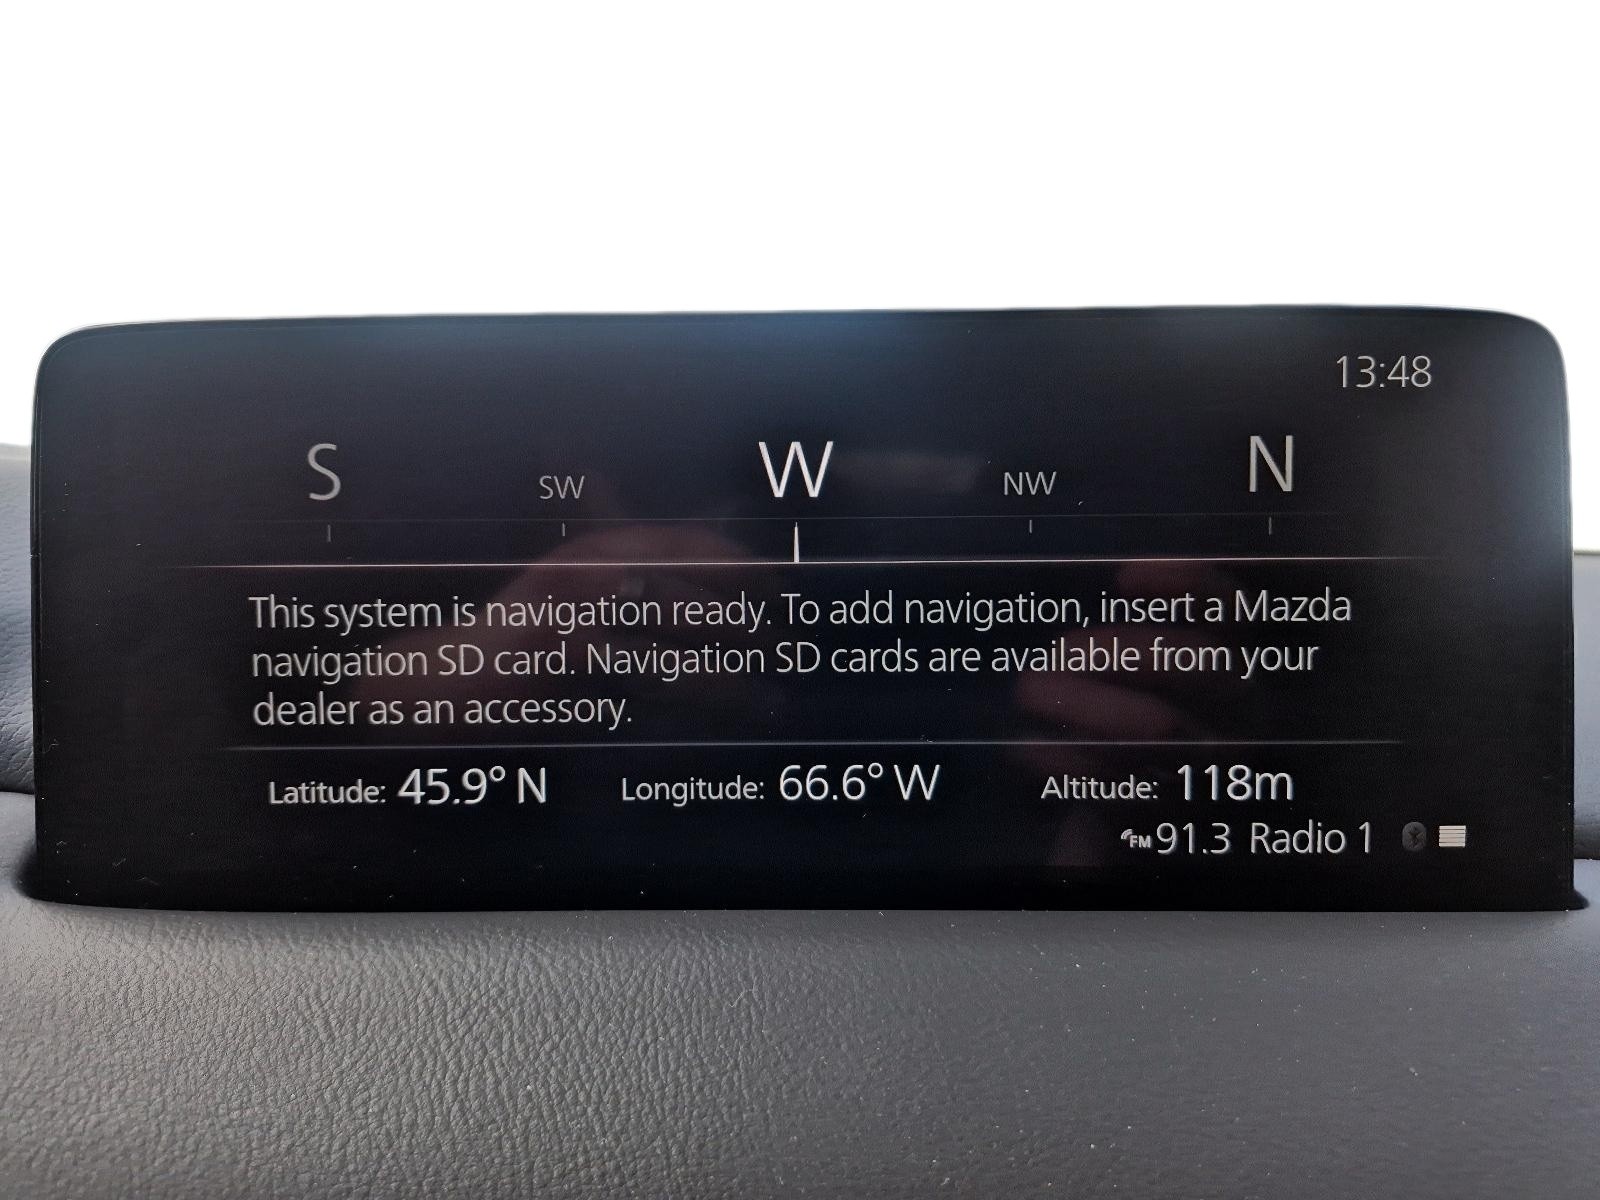 13:48
S SW W NW N
This system is navigation ready. To add navigation, insert a Mazda
navigation SD card. Navigation SD cards are available from your
dealer as an accessory.
Latitude: 45.9° N Longitude: 66.6° W Altitude: 118m
FM 91.3 Radio 1